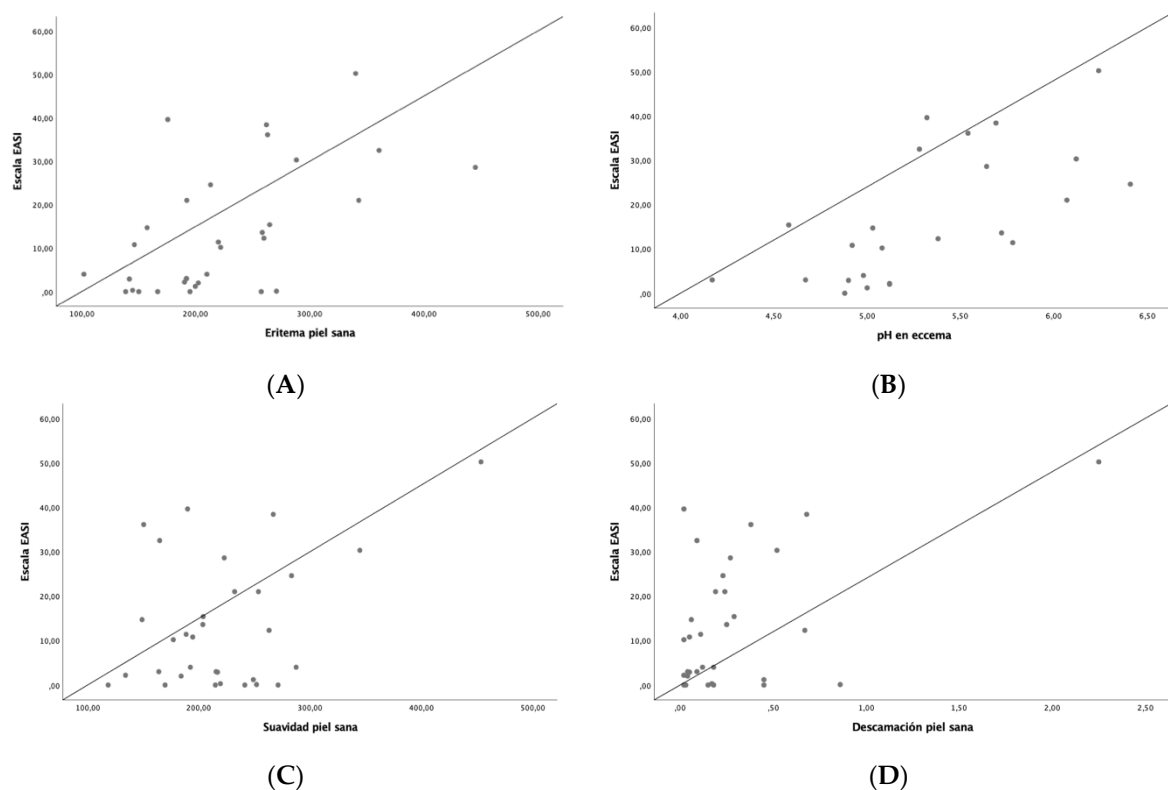 60,00
50,00
40,00
30,00
20,00
10,00
,00
Escala EASI
100,00 200,00 300,00 400,00 500,00
Eritema piel sana
(A)
60,00
50,00
40,00
30,00
20,00
10,00
,00
Escala EASI
4,00 4,50 5,00 5,50 6,00 6,50
pH en eccema
(B)
60,00
50,00
40,00
30,00
20,00
10,00
,00
Escala EASI
100,00 200,00 300,00 400,00 500,00
Suavidad piel sana
(C)
60,00
50,00
40,00
30,00
20,00
10,00
,00
Escala EASI
,00 ,50 1,00 1,50 2,00 2,50
Descamación piel sana
(D)